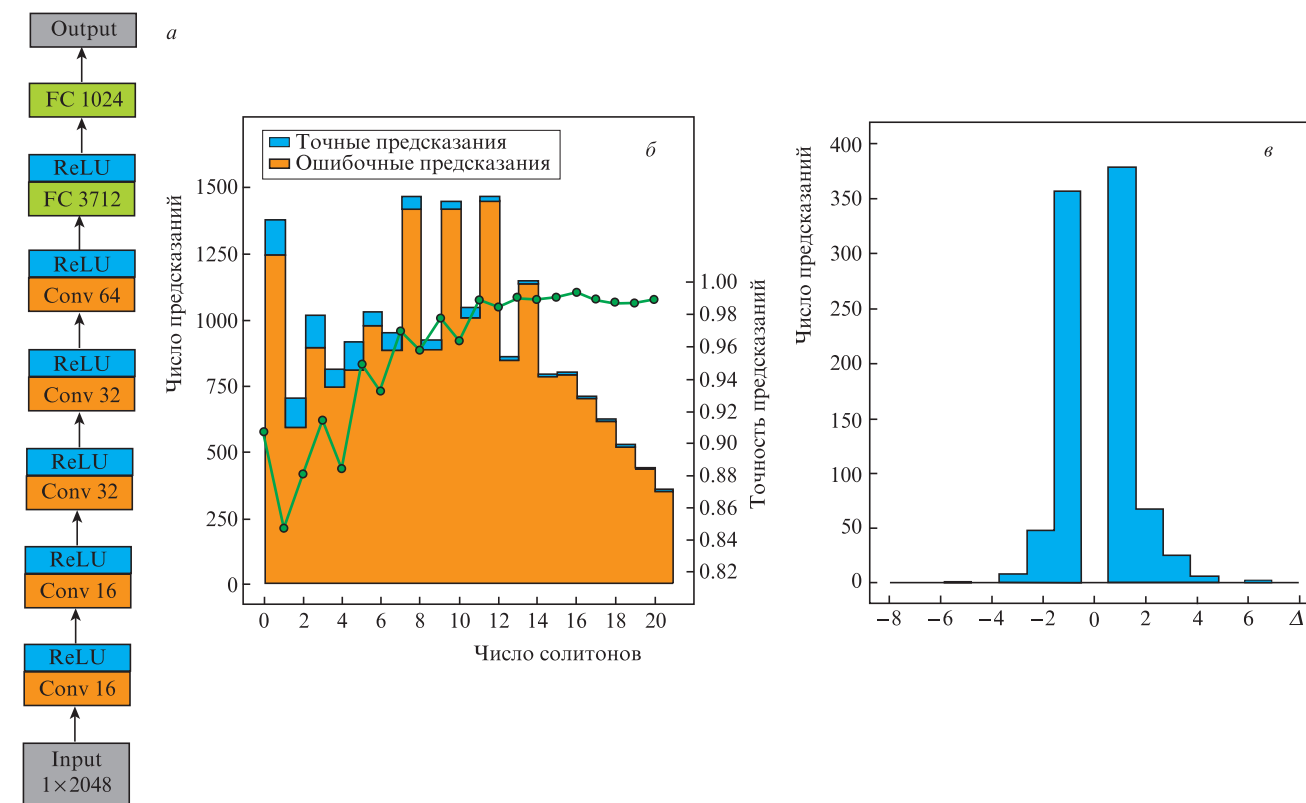 Output
а
FC 1024
ReLU
FC 3712
ReLU
Conv 64
ReLU
Conv 32
ReLU
Conv 32
ReLU
Conv 16
ReLU
Conv 16
Input
1×2048
Точные предсказания
Ошибочные предсказания
б
Число предсказаний
1500
1250
1000
750
500
250
0
1.00
0.98
0.96
0.94
0.92
0.90
0.88
0.86
0.84
0.82
Точность предсказаний
0 2 4 6 8 10 12 14 16 18 20
Число солитонов
в
Число предсказаний
400
350
300
250
200
150
100
50
0
−8 −6 −4 −2 0 2 4 6 Δ